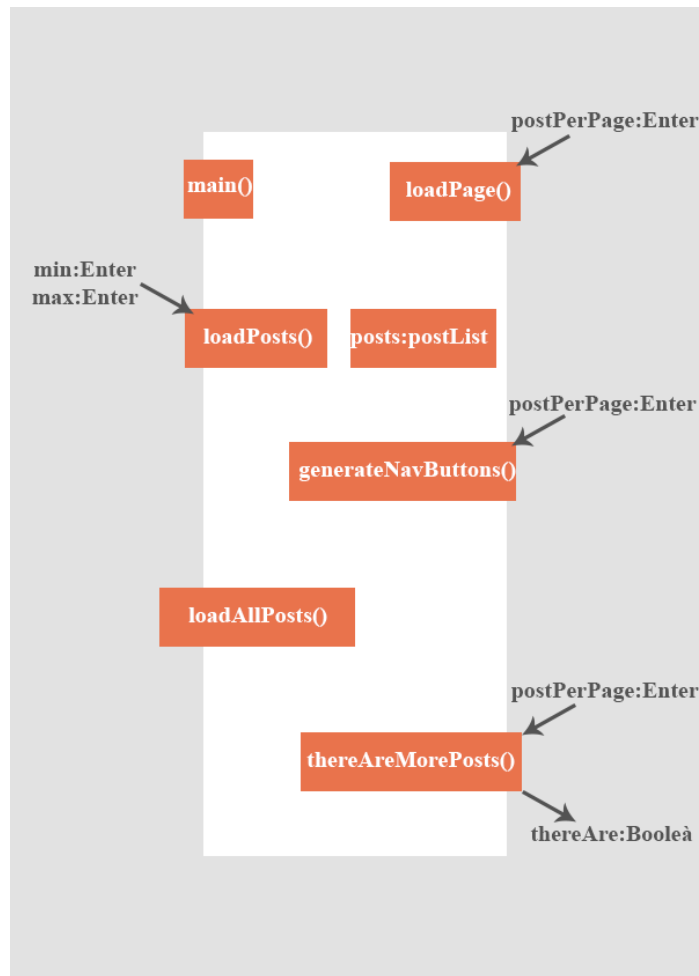 postPerPage:Enter
main()
loadPage()
min:Enter
max:Enter
loadPosts()
posts:postList
postPerPage:Enter
generateNavButtons()
loadAllPosts()
postPerPage:Enter
thereAreMorePosts()
thereAre:Booleà